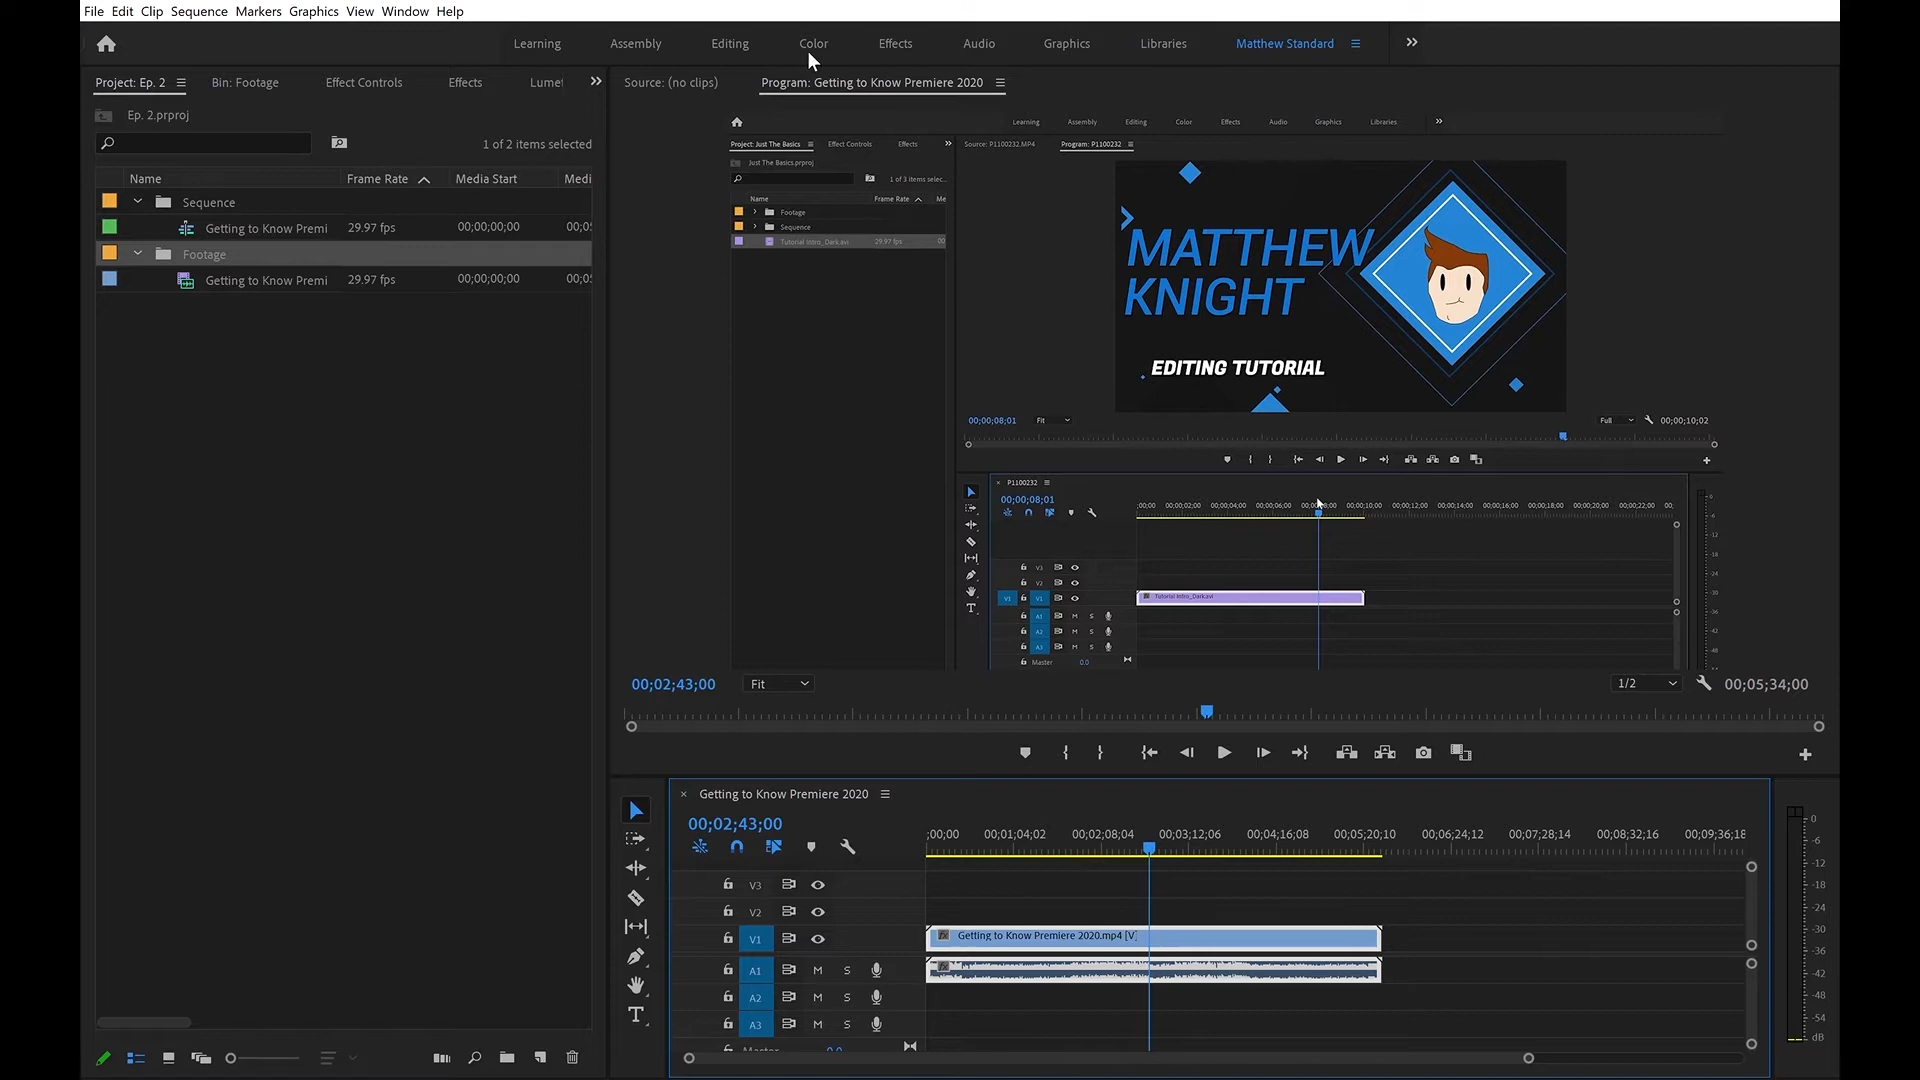 File Edit Clip Sequence Markers Graphics View Window Help
Learning Assembly Editing Color Effects Audio Graphics Libraries Matthew Standard
Project: Ep. 2 Bin: Footage Effect Controls Effects Source: (no clips) Program: Getting to Know Premiere 2020
Ep. 2.prproj
1 of 2 items selected
Name Frame Rate Media Start Medi
Sequence
Getting to Know Premi 29.97 fps 00;00;00;00 00;0
Footage
Getting to Know Premi 29.97 fps 00;00;00;00 00;0
Learning Assembly Editing Color Effects Audio Graphics Libraries
Project: Just The Basics Effect Controls Effects Source: P1100232.MP4 Program: P1100232
Just The Basics.prproj
1 of 3 items selec...
Name Frame Rate Me
Footage
Sequence
Tutorial Intro_Dark.avi 29.97 fps 00
MATTHEW
KNIGHT
EDITING TUTORIAL
00;00;08;01 Fit Full 00;00;10;02
P1100232
00;00;08;01
;00;00 00;00;02;00 00;00;04;00 00;00;06;00 00;00;08;00 00;00;10;00 00;00;12;00 00;00;14;00 00;00;16;00 00;00;18;00 00;00;20;00 00;00;22;00
V3
V2
V1 V1 Tutorial Intro_Dark.avi
A1 M S
A2 M S
A3 M S
Master 0.0
00;02;43;00 Fit 1/2 00;05;34;00
Getting to Know Premiere 2020
00;02;43;00
;00;00 00;01;04;02 00;02;08;04 00;03;12;06 00;04;16;08 00;05;20;10 00;06;24;12 00;07;28;14 00;08;32;16 00;09;36;18
V3
V2
V1 fx Getting to Know Premiere 2020.mp4 [V]
A1 M S fx
A2 M S
A3 M S
0
-6
-12
-18
-24
-30
-36
-42
-48
-54
dB